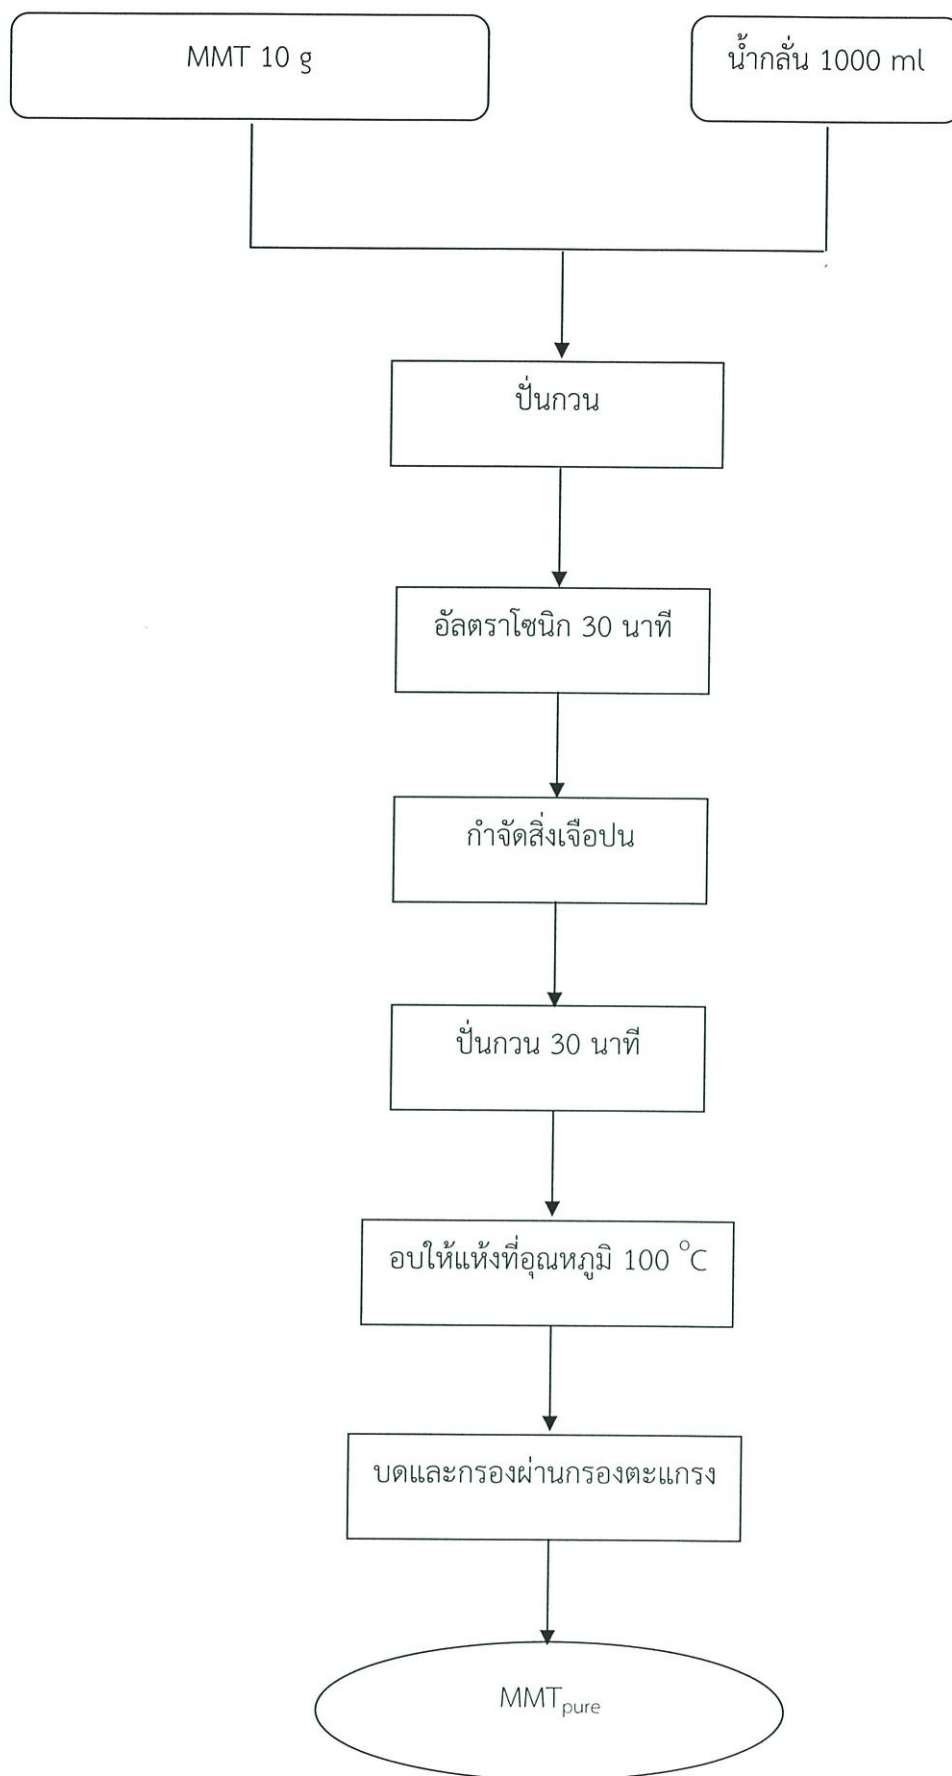 MMT 10 g
น้ำกลั่น 1000 ml
ปั่นกวน
อัลตราโซนิก 30 นาที
กำจัดสิ่งเจือปน
ปั่นกวน 30 นาที
อบให้แห้งที่อุณหภูมิ 100 °C
บดและกรองผ่านกรองตะแกรง
MMTpure